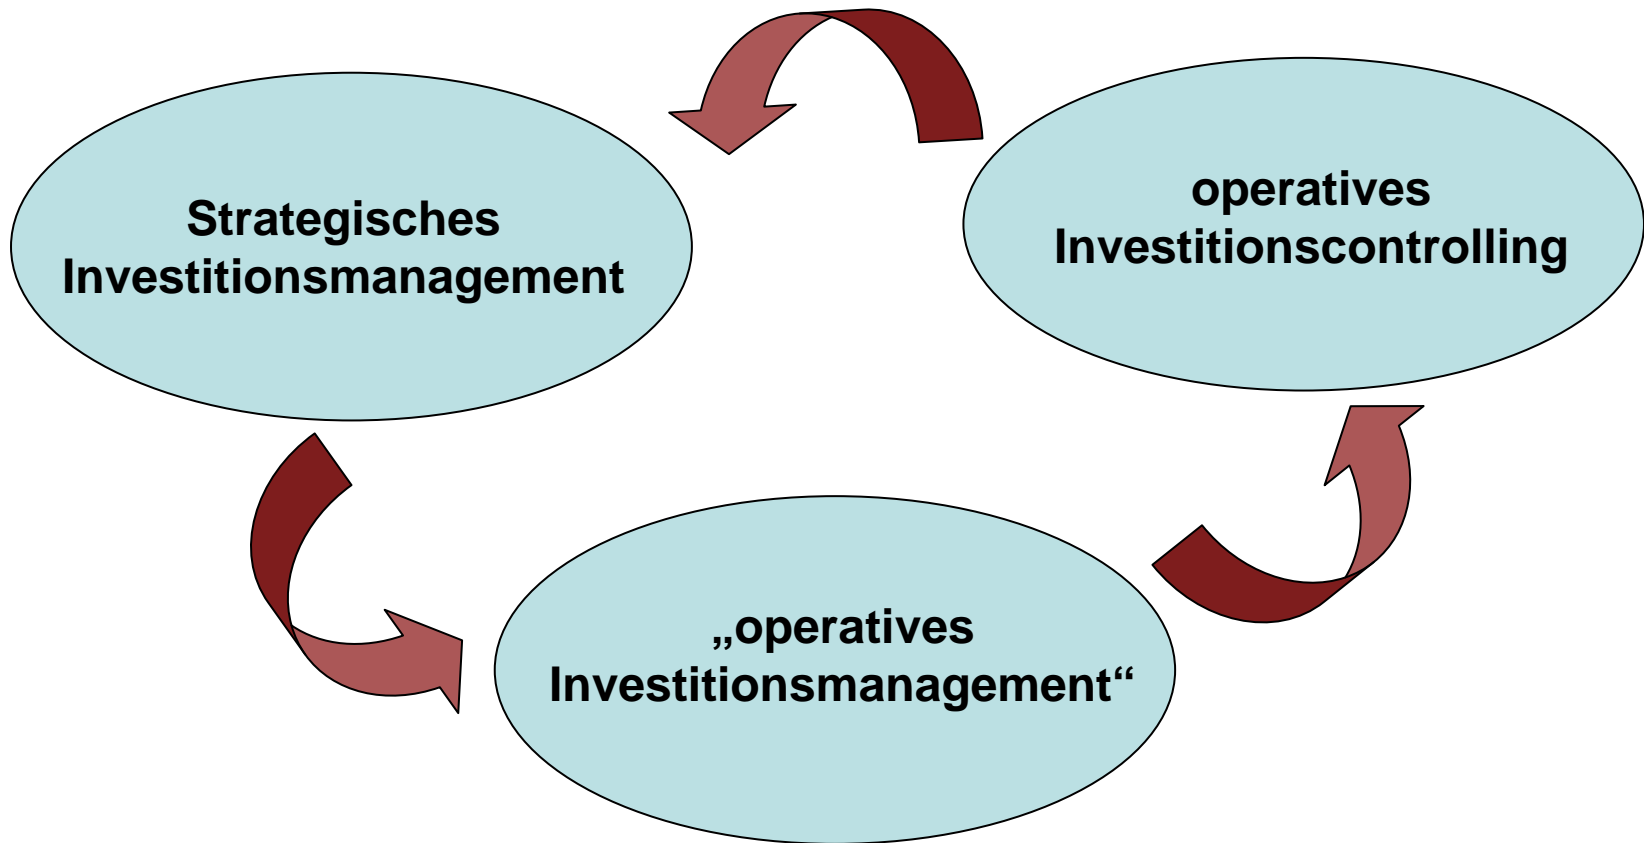 Strategisches
Investitionsmanagement
operatives
Investitionscontrolling
„operatives
Investitionsmanagement“